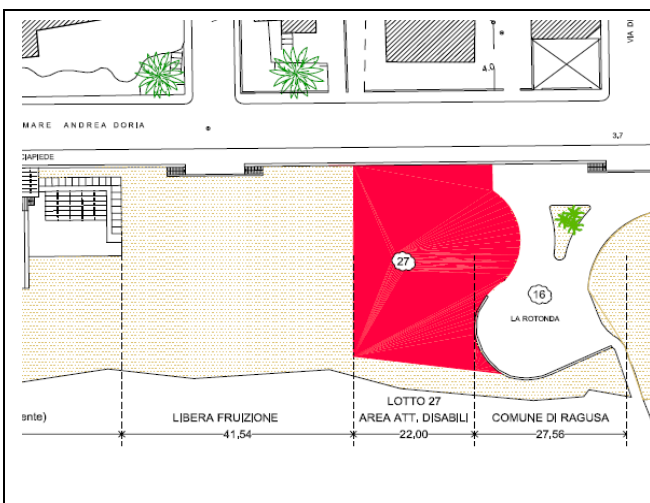 VIA DI
4.0
MARE ANDREA DORIA
3,7
CIAPIEDE
27
16
LA ROTONDA
LOTTO 27
ente) LIBERA FRUIZIONE AREA ATT. DISABILI COMUNE DI RAGUSA
41,54 22,00 27,56